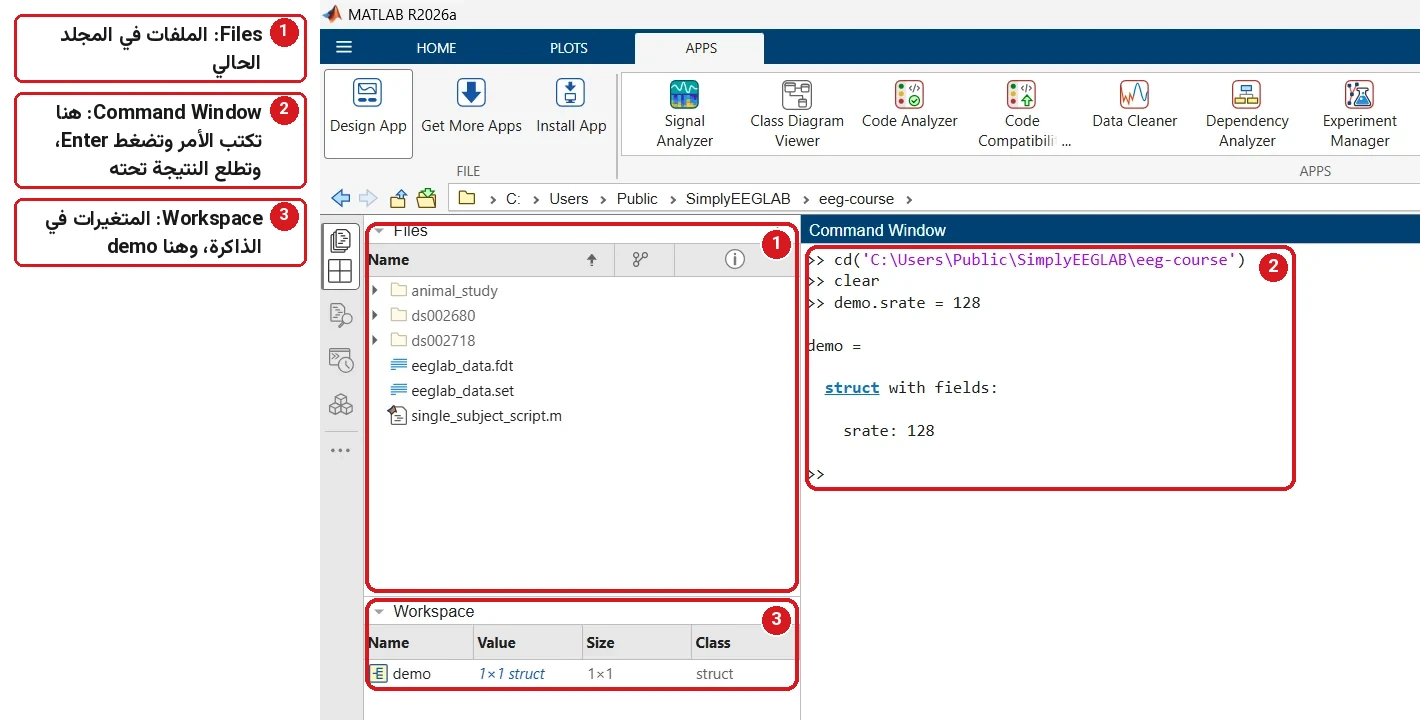 1 Files: الملفات في المجلد
الحالي
2 Command Window: هنا
تكتب الأمر وتضغط Enter،
وتطلع النتيجة تحته
3 Workspace: المتغيرات في
الذاكرة، وهنا demo
MATLAB R2026a
HOME PLOTS APPS
Design App Get More Apps Install App
Signal Analyzer
Class Diagram Viewer
Code Analyzer
Code Compatibili ...
Data Cleaner
Dependency Analyzer
Experiment Manager
FILE APPS
C: Users Public SimplyEEGLAB eeg-course
Files
1
Name
animal_study
ds002680
ds002718
eeglab_data.fdt
eeglab_data.set
single_subject_script.m
Workspace
3
Name Value Size Class
demo 1×1 struct 1×1 struct
Command Window
2
>> cd('C:\Users\Public\SimplyEEGLAB\eeg-course')
>> clear
>> demo.srate = 128
demo =
struct with fields:
srate: 128
>>